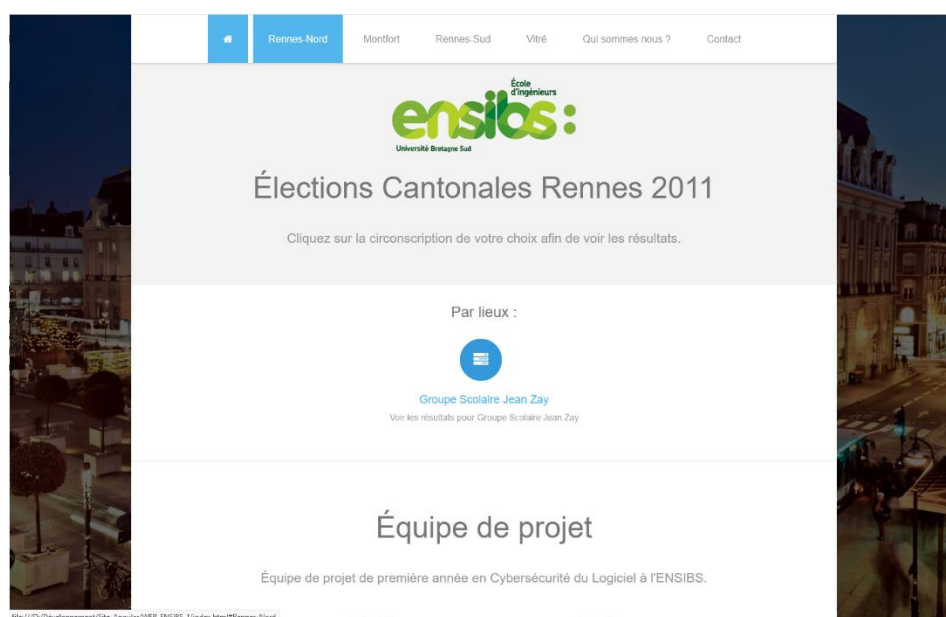 Rennes-Nord Montfort Rennes-Sud Vitré Qui sommes nous ? Contact
École
d'ingénieurs
ensibs:
Université Bretagne Sud
Élections Cantonales Rennes 2011
Cliquez sur la circonscription de votre choix afin de voir les résultats.
Par lieux :
Groupe Scolaire Jean Zay
Voir les résultats pour Groupe Scolaire Jean Zay
Équipe de projet
Équipe de projet de première année en Cybersécurité du Logiciel à l'ENSIBS.